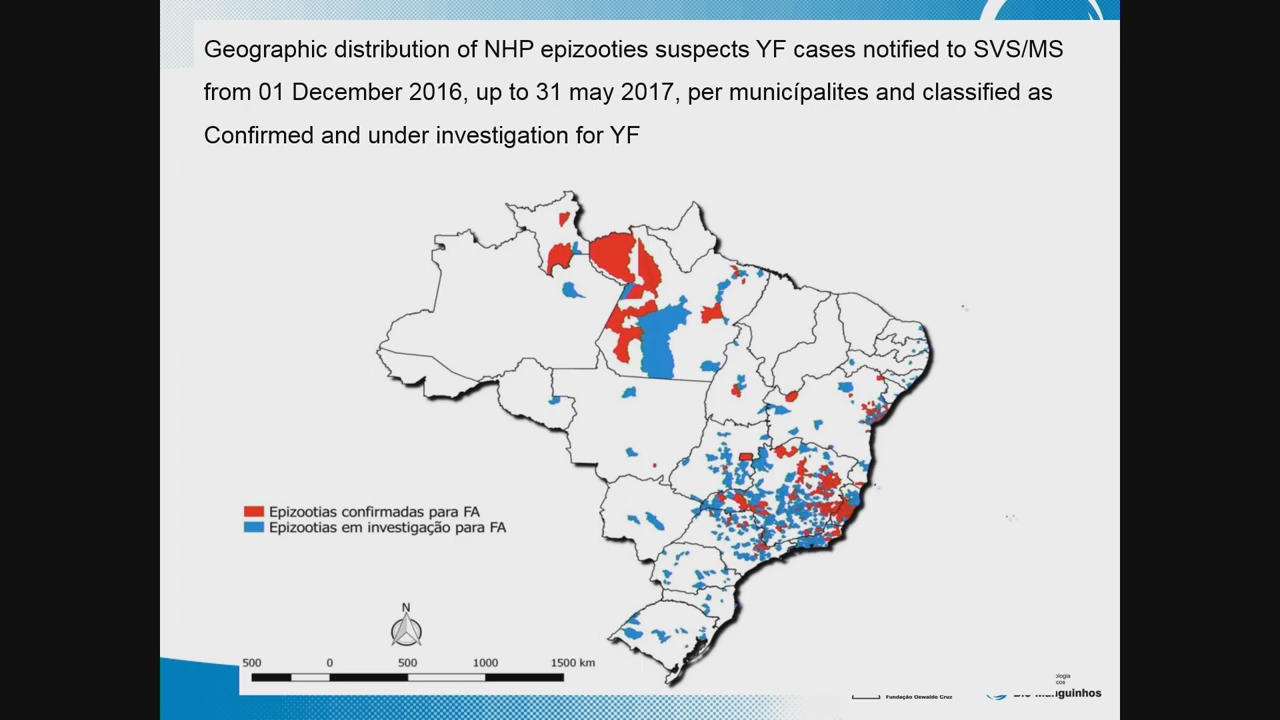 Geographic distribution of NHP epizooties suspects YF cases notified to SVS/MS
from 01 December 2016, up to 31 may 2017, per municípalites and classified as
Confirmed and under investigation for YF
Epizootias confirmadas para FA
Epizootias em investigação para FA
N
500 0 500 1000 1500 km
Fundação Oswaldo Cruz
Manguinhos